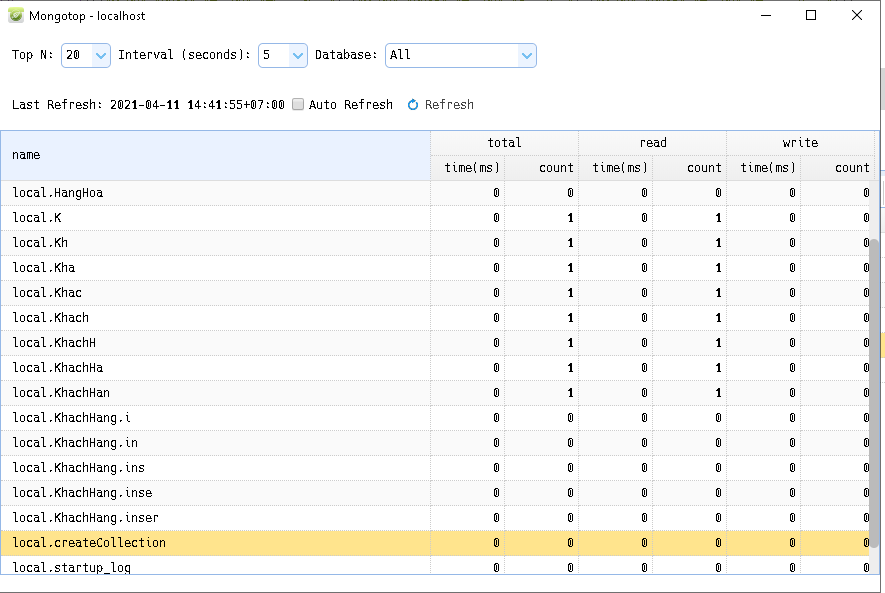 Mongotop - localhost
Top N: 20 Interval (seconds): 5 Database: All
Last Refresh: 2021-04-11 14:41:55+07:00 Auto Refresh Refresh
name total read write
time(ms) count time(ms) count time(ms) count
local.HangHoa 0 0 0 0 0 0
local.K 0 1 0 1 0 0
local.Kh 0 1 0 1 0 0
local.Kha 0 1 0 1 0 0
local.Khac 0 1 0 1 0 0
local.Khach 0 1 0 1 0 0
local.KhachH 0 1 0 1 0 0
local.KhachHa 0 1 0 1 0 0
local.KhachHan 0 1 0 1 0 0
local.KhachHang.i 0 0 0 0 0 0
local.KhachHang.in 0 0 0 0 0 0
local.KhachHang.ins 0 0 0 0 0 0
local.KhachHang.inse 0 0 0 0 0 0
local.KhachHang.inser 0 0 0 0 0 0
local.createCollection 0 0 0 0 0 0
local.startup_log 0 0 0 0 0 0